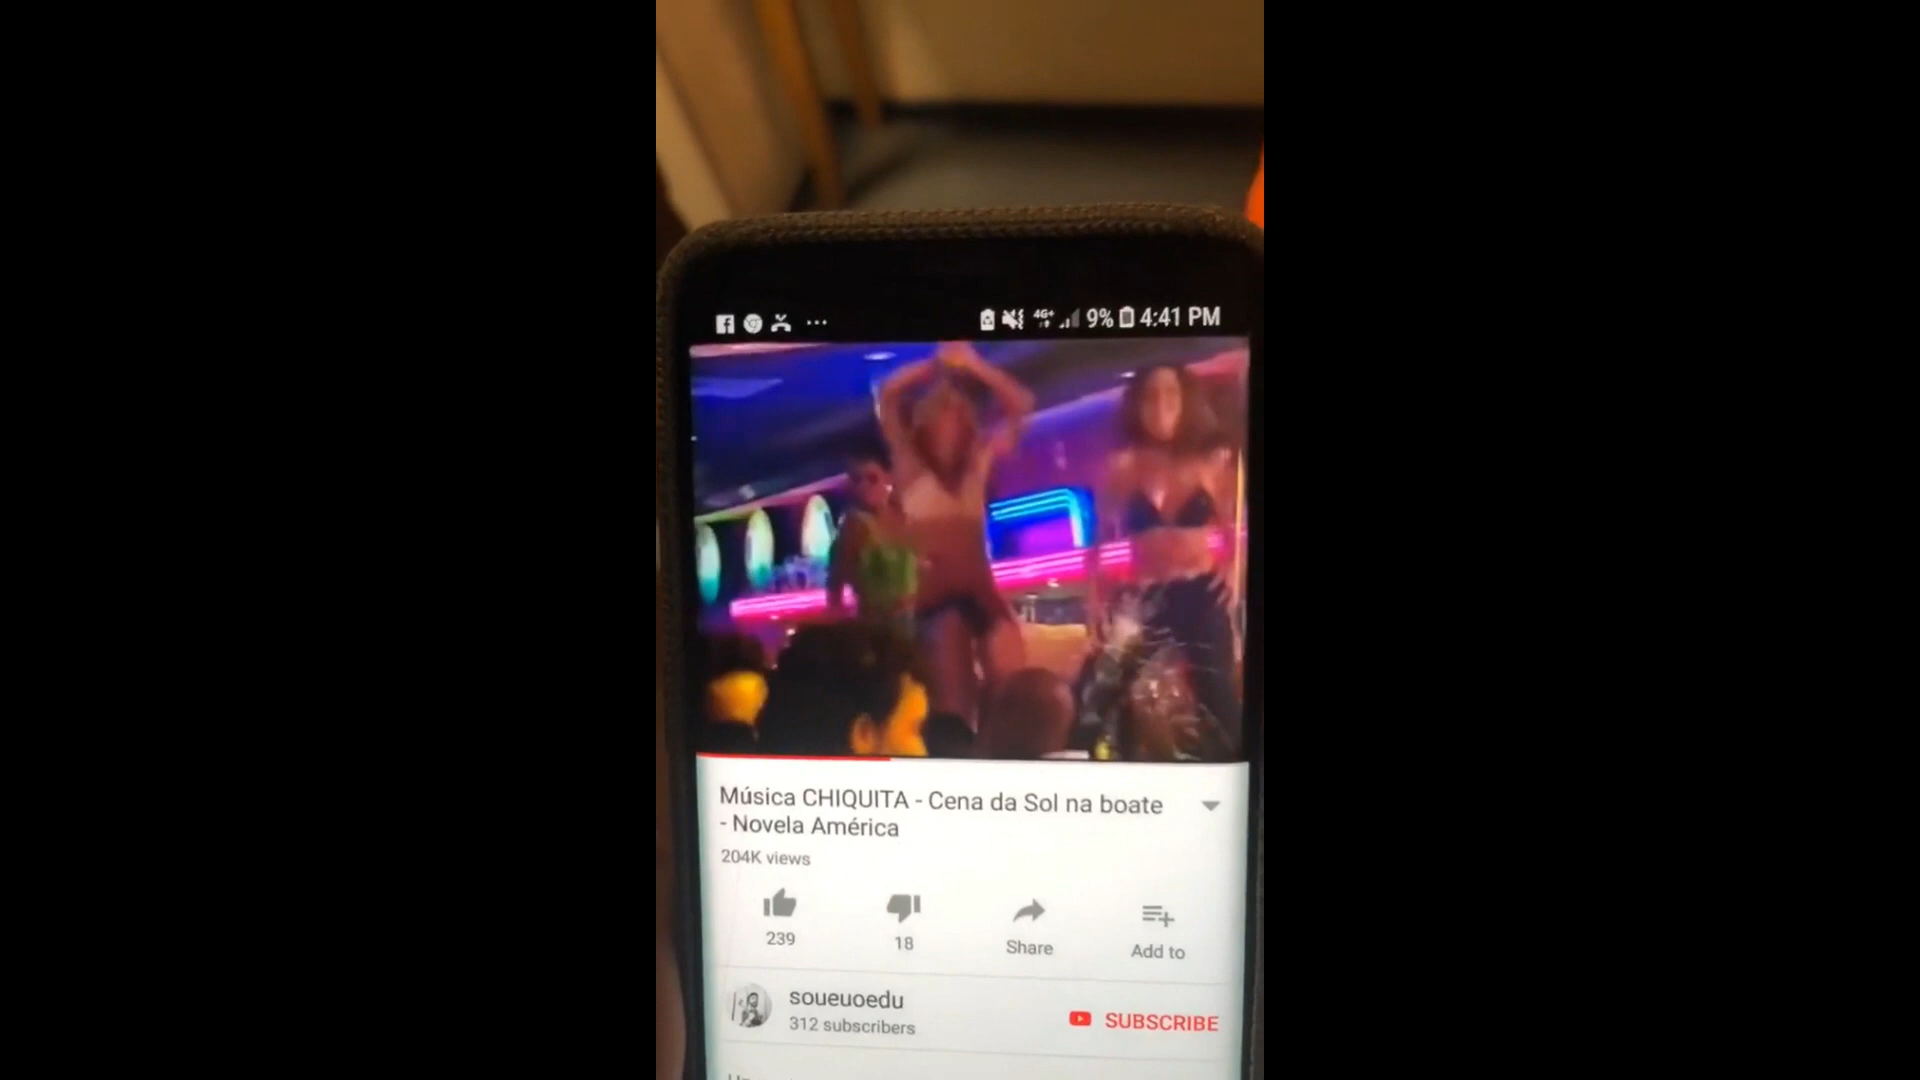 4G+ 9% 4:41 PM
Música CHIQUITA - Cena da Sol na boate
- Novela América
204K views
239
18
Share
Add to
soueuoedu
312 subscribers
SUBSCRIBE